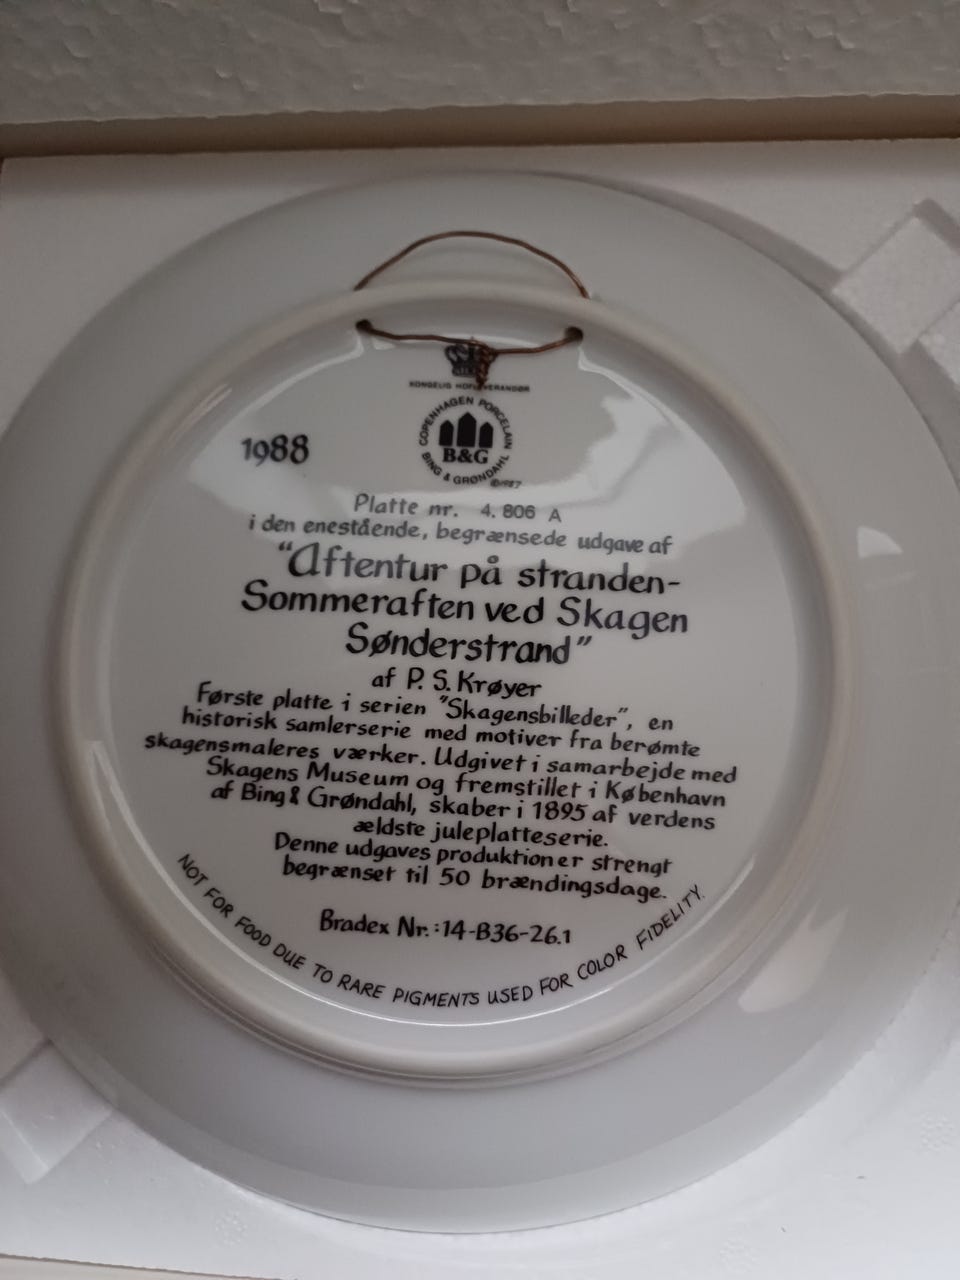 KONGELIG HOFLEVERANDØR
COPENHAGEN PORCELAIN
B&G
BING & GRØNDAHL
©1987
1988
Platte nr. 4.806 A
i den enestående, begrænsede udgave af
"Aftentur på stranden-
Sommeraften ved Skagen
Sønderstrand"
af P. S. Krøyer
Første platte i serien "Skagensbilleder", en
historisk samlerserie med motiver fra berømte
skagensmaleres værker. Udgivet i samarbejde med
Skagens Museum og fremstillet i København
af Bing & Grøndahl, skaber i 1895 af verdens
ældste juleplatteserie.
Denne udgaves produktion er strengt
begrænset til 50 brændingsdage.
Bradex Nr.: 14-B36-26.1
NOT FOR FOOD DUE TO RARE PIGMENTS USED FOR COLOR FIDELITY.